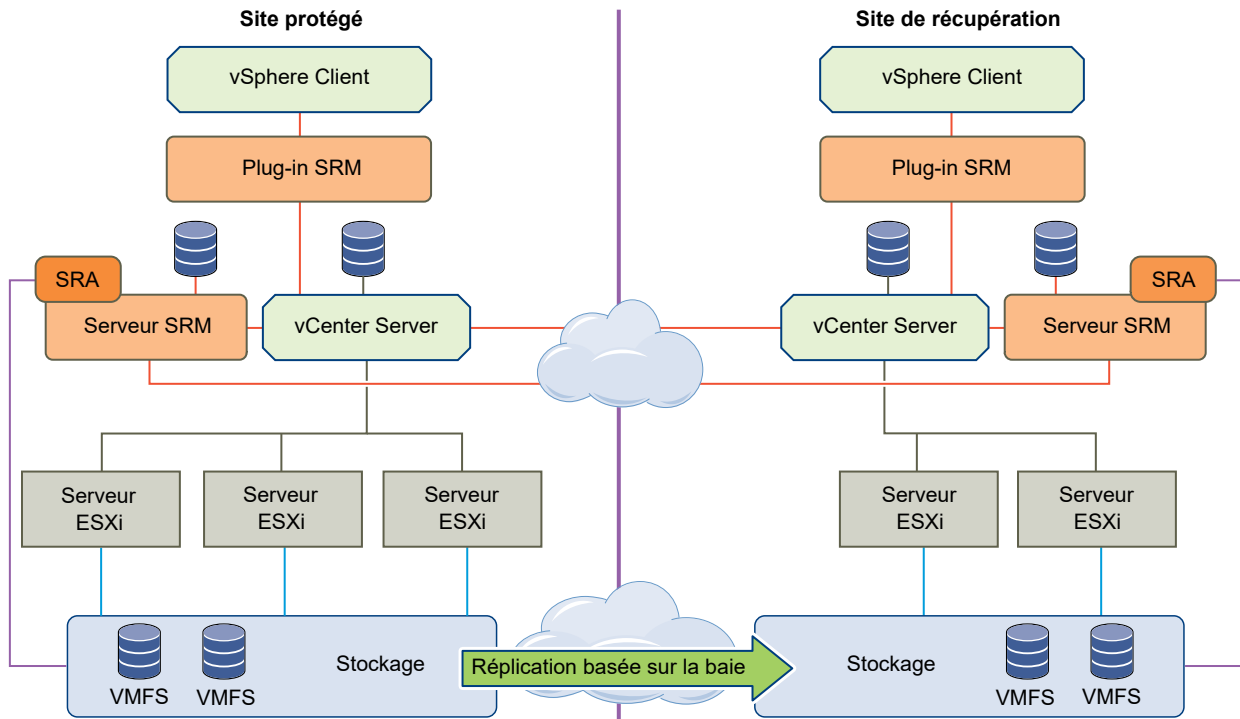 Site protégé
Site de récupération
vSphere Client
vSphere Client
Plug-in SRM
Plug-in SRM
SRA
SRA
Serveur SRM
vCenter Server
vCenter Server
Serveur SRM
Serveur
ESXi
Serveur
ESXi
Serveur
ESXi
Serveur
ESXi
Serveur
ESXi
Stockage
Réplication basée sur la baie
Stockage
VMFS
VMFS
VMFS
VMFS